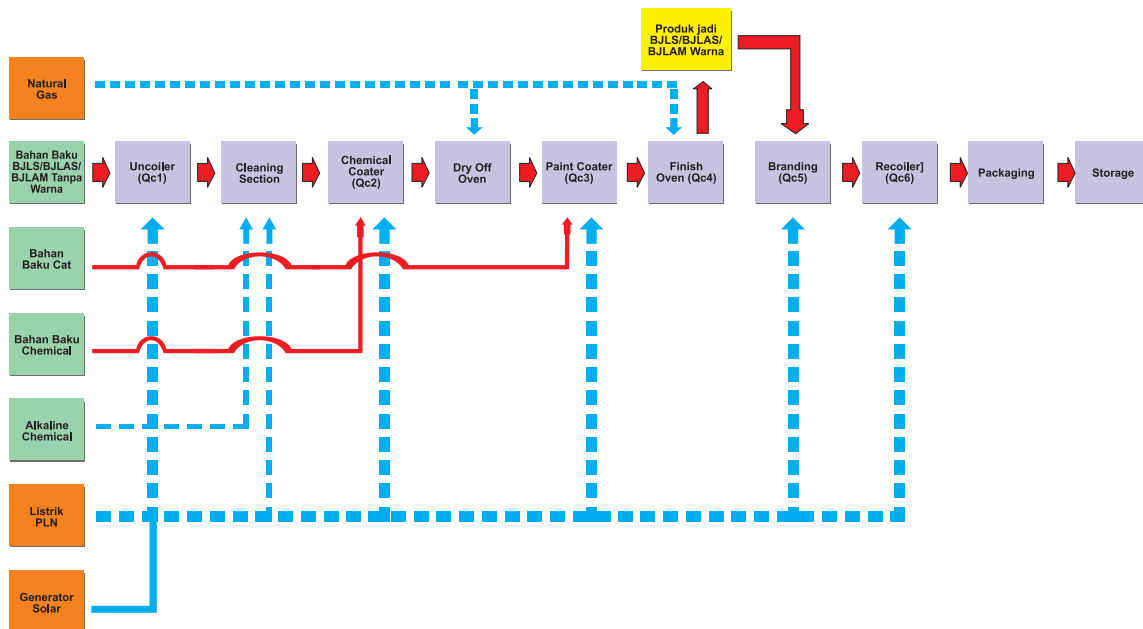 Produk jadi
BJLS/BJLAS/
BJLAM Warna
Natural
Gas
Bahan Baku
BJLS/BJLAS/
BJLAM Tanpa
Warna
Uncoiler
(Qc1)
Cleaning
Section
Chemical
Coater
(Qc2)
Dry Off
Oven
Paint Coater
(Qc3)
Finish
Oven (Qc4)
Branding
(Qc5)
Recoiler]
(Qc6)
Packaging
Storage
Bahan
Baku Cat
Bahan Baku
Chemical
Alkaline
Chemical
Listrik
PLN
Generator
Solar